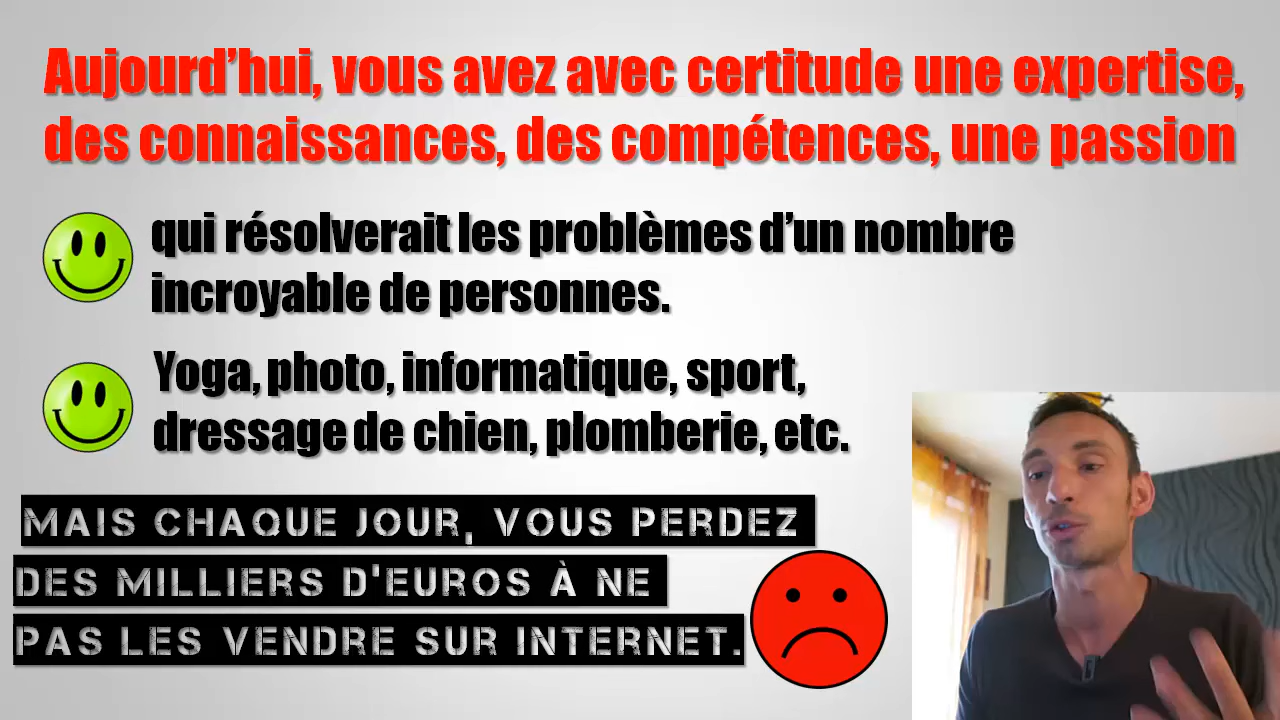 Aujourd’hui, vous avez avec certitude une expertise,
des connaissances, des compétences, une passion
qui résolverait les problèmes d’un nombre
incroyable de personnes.
Yoga, photo, informatique, sport,
dressage de chien, plomberie, etc.
MAIS CHAQUE JOUR, VOUS PERDEZ
DES MILLIERS D'EUROS À NE
PAS LES VENDRE SUR INTERNET.